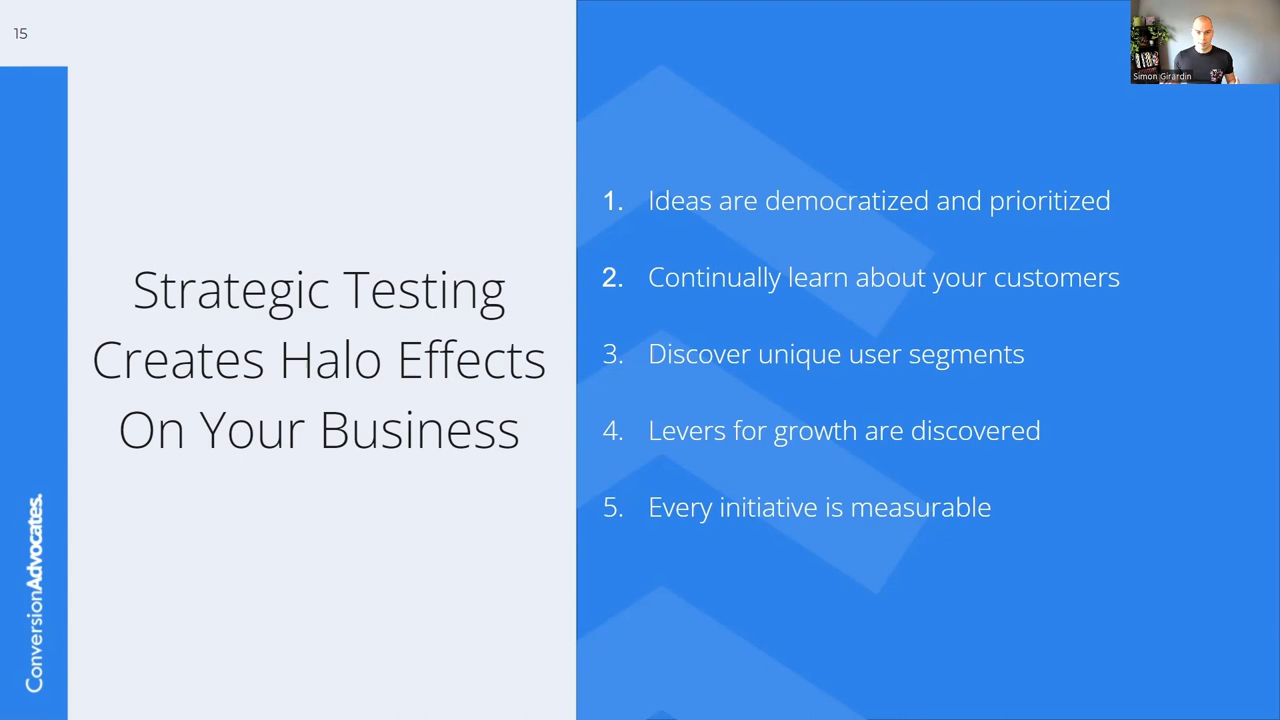 15
Simon Girardin
Strategic Testing
Creates Halo Effects
On Your Business
1. Ideas are democratized and prioritized
2. Continually learn about your customers
3. Discover unique user segments
4. Levers for growth are discovered
5. Every initiative is measurable
ConversionAdvocates.